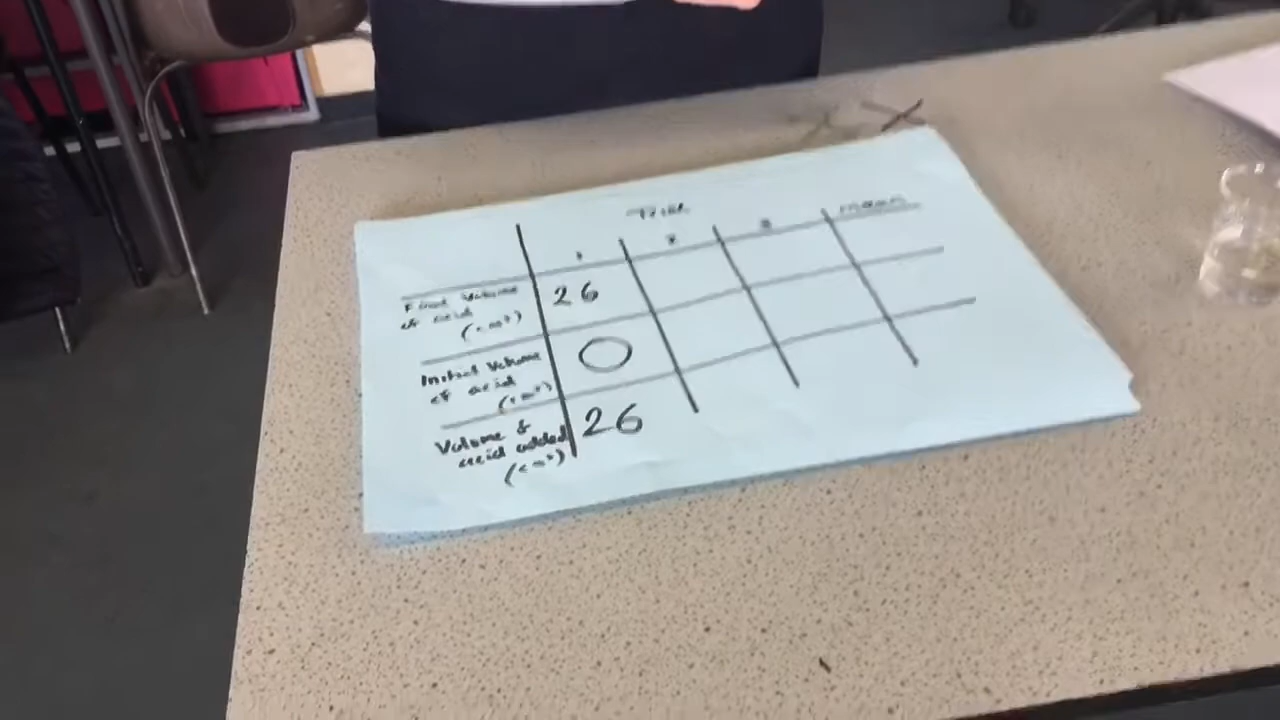 Trial
1 2 3 mean
Final Volume
of acid
(cm³)
26
Initial Volume
of acid
(cm³)
0
Volume of
acid added
(cm³)
26